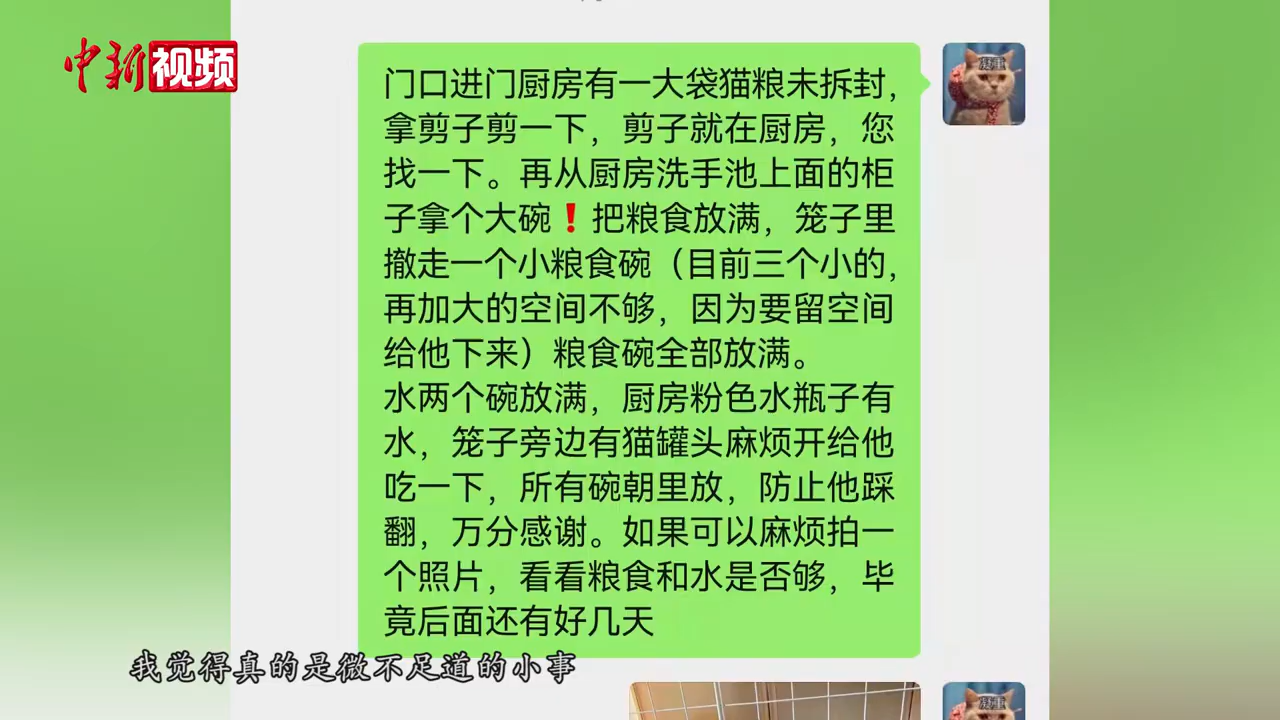 中新视频
门口进门厨房有一大袋猫粮未拆封，
拿剪子剪一下，剪子就在厨房，您
找一下。再从厨房洗手池上面的柜
子拿个大碗❗把粮食放满，笼子里
撤走一个小粮食碗（目前三个小的，
再加大的空间不够，因为要留空间
给他下来）粮食碗全部放满。
水两个碗放满，厨房粉色水瓶子有
水，笼子旁边有猫罐头麻烦开给他
吃一下，所有碗朝里放，防止他踩
翻，万分感谢。如果可以麻烦拍一
个照片，看看粮食和水是否够，毕
竟后面还有好几天
我觉得真的是微不足道的小事